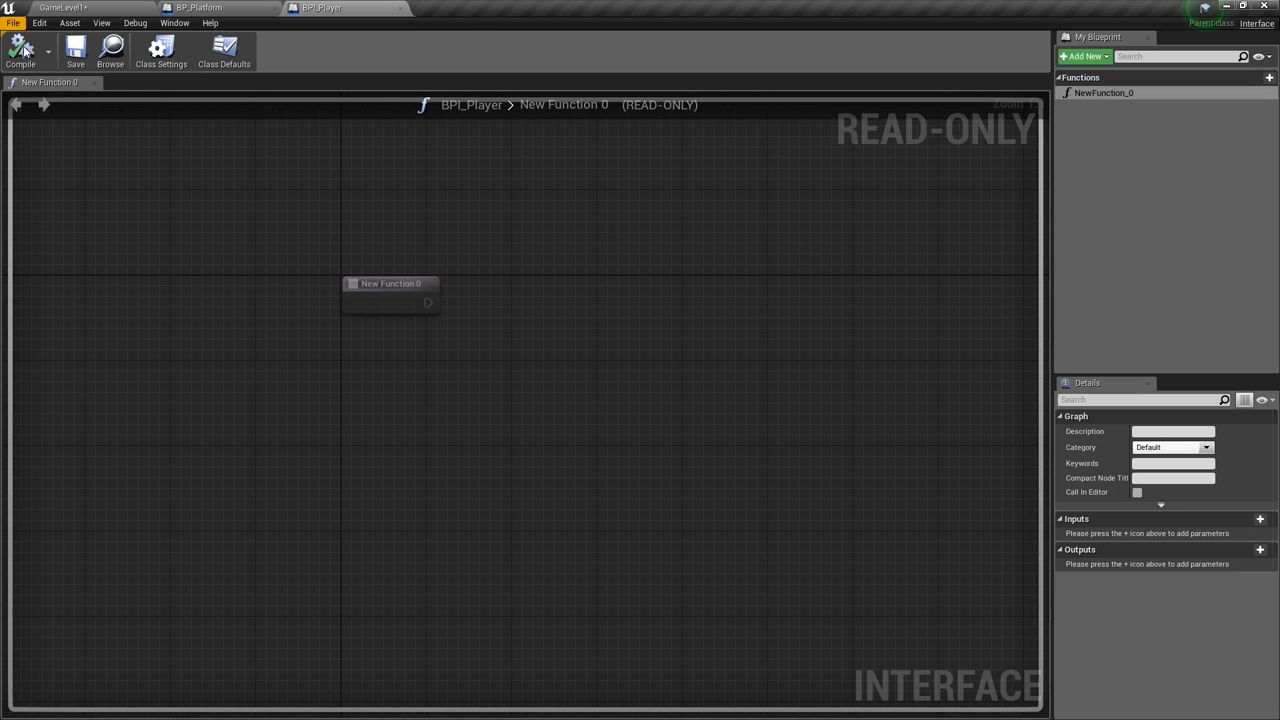 GameLevel1*
BP_Platform
BPI_Player
File
Edit
Asset
View
Debug
Window
Help
Parent class: Interface
Compile
Save
Browse
Class Settings
Class Defaults
My Blueprint
Add New
Search
New Function 0
Functions
NewFunction_0
BPI_Player > New Function 0 (READ-ONLY)
READ-ONLY
New Function 0
Details
Search
Graph
Description
Category
Default
Keywords
Compact Node Titl
Call In Editor
Inputs
Please press the + icon above to add parameters
Outputs
Please press the + icon above to add parameters
INTERFACE